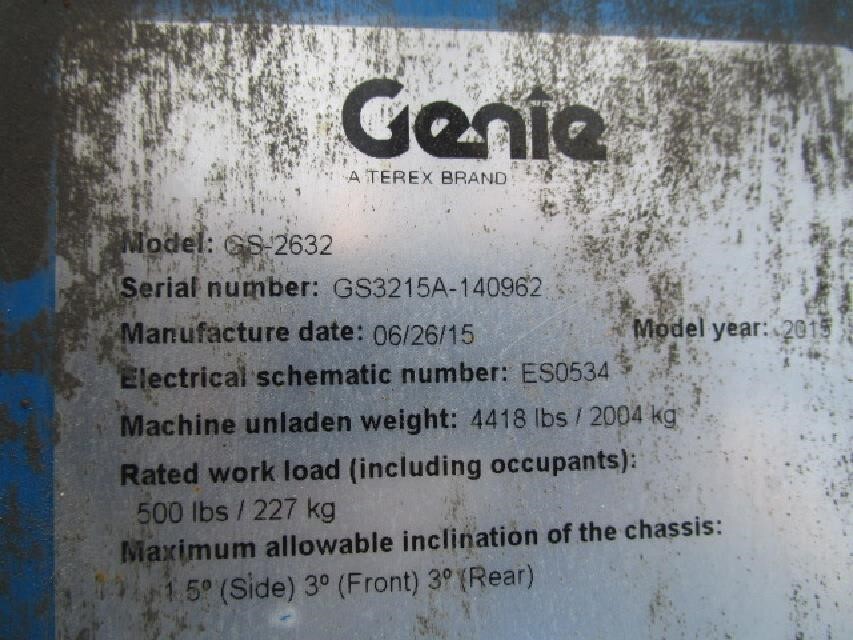 Genie
A TEREX BRAND
Model: GS-2632
Serial number: GS3215A-140962
Manufacture date: 06/26/15 Model year: 2015
Electrical schematic number: ES0534
Machine unladen weight: 4418 lbs / 2004 kg
Rated work load (including occupants):
500 lbs / 227 kg
Maximum allowable inclination of the chassis:
1.5º (Side) 3º (Front) 3º (Rear)